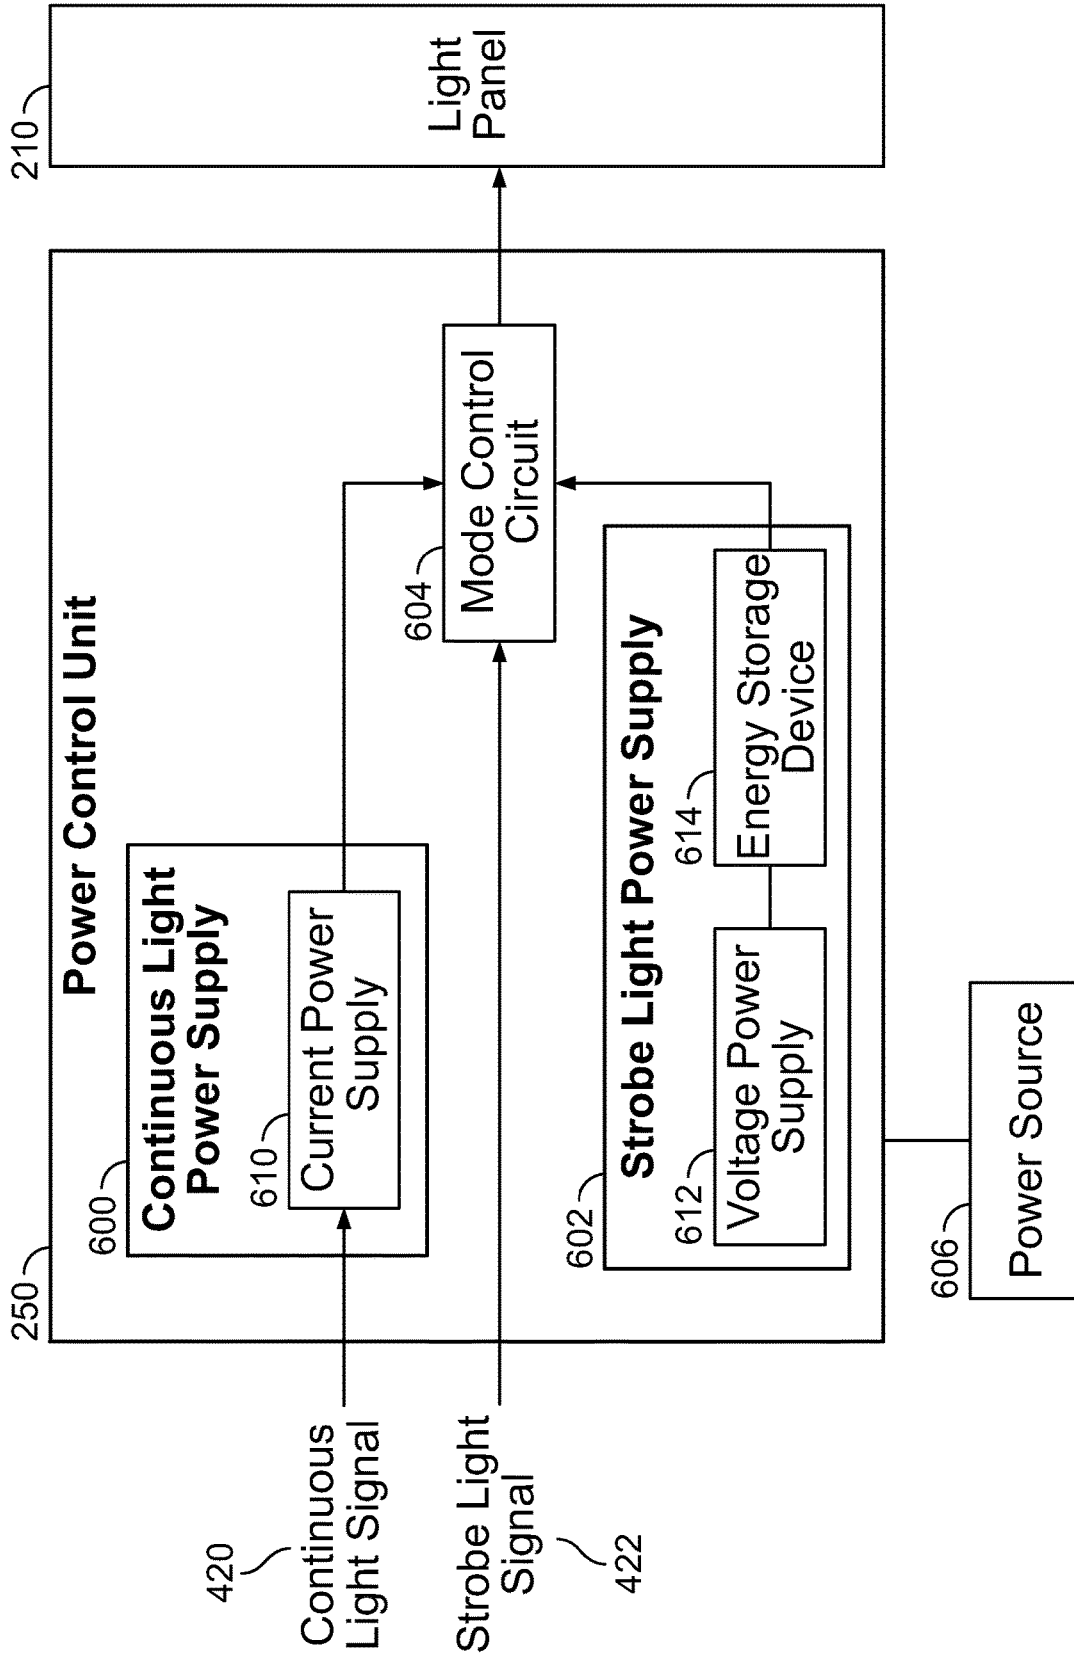 250
Power Control Unit
210
Light
Panel
600
Continuous Light
Power Supply
610
Current Power
Supply
420
Continuous
Light Signal
604
Mode Control
Circuit
Strobe Light
Signal
422
602
Strobe Light Power Supply
612
Voltage Power
Supply
614
Energy Storage
Device
606
Power Source